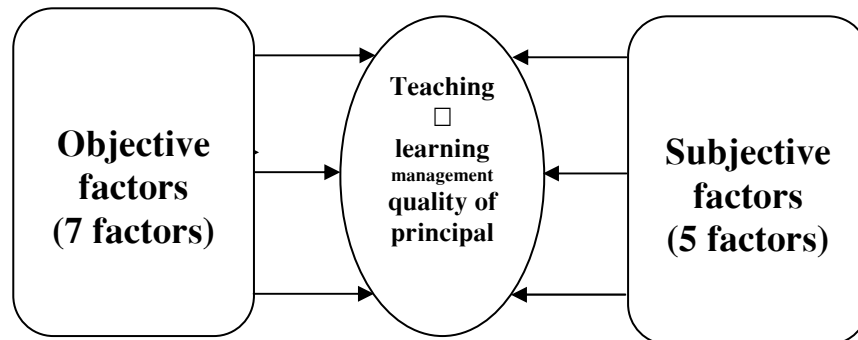 Objective
factors
(7 factors)
Teaching
□
learning
management
quality of
principal
Subjective
factors
(5 factors)